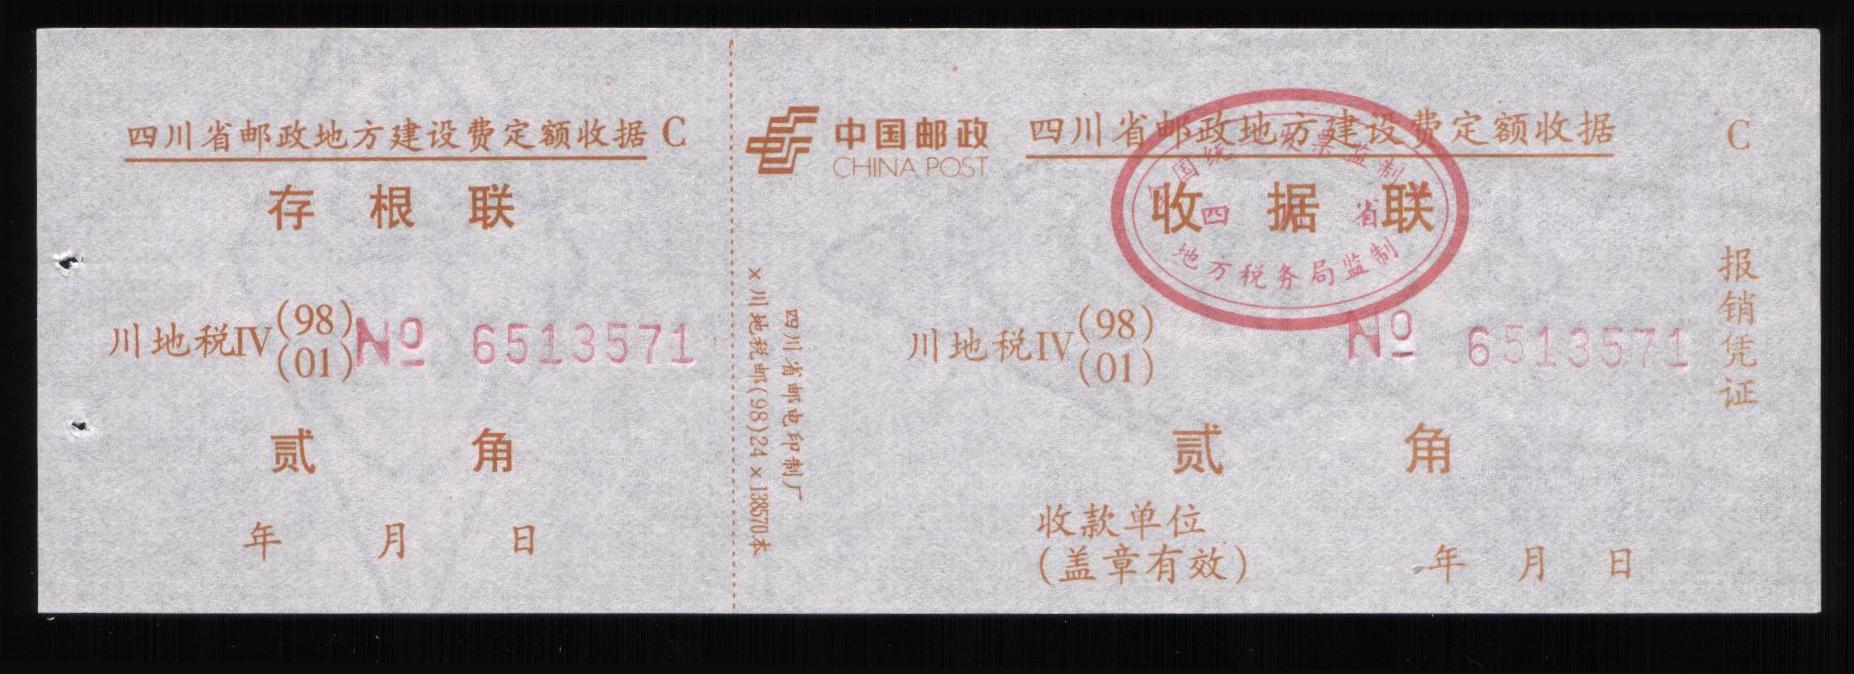 四川省邮政地方建设费定额收据 C
存根联
川地税IV(98)(01) № 6513571
贰角
年 月 日
四川省邮电印制厂
×川地税邮(98)24×138570本
中国邮政
CHINA POST
四川省邮政地方建设费定额收据 C
收据联
国统 发票监制
四 省
地方税务局监制
川地税IV(98)(01) № 6513571
报销凭证
贰角
收款单位
(盖章有效)
年 月 日